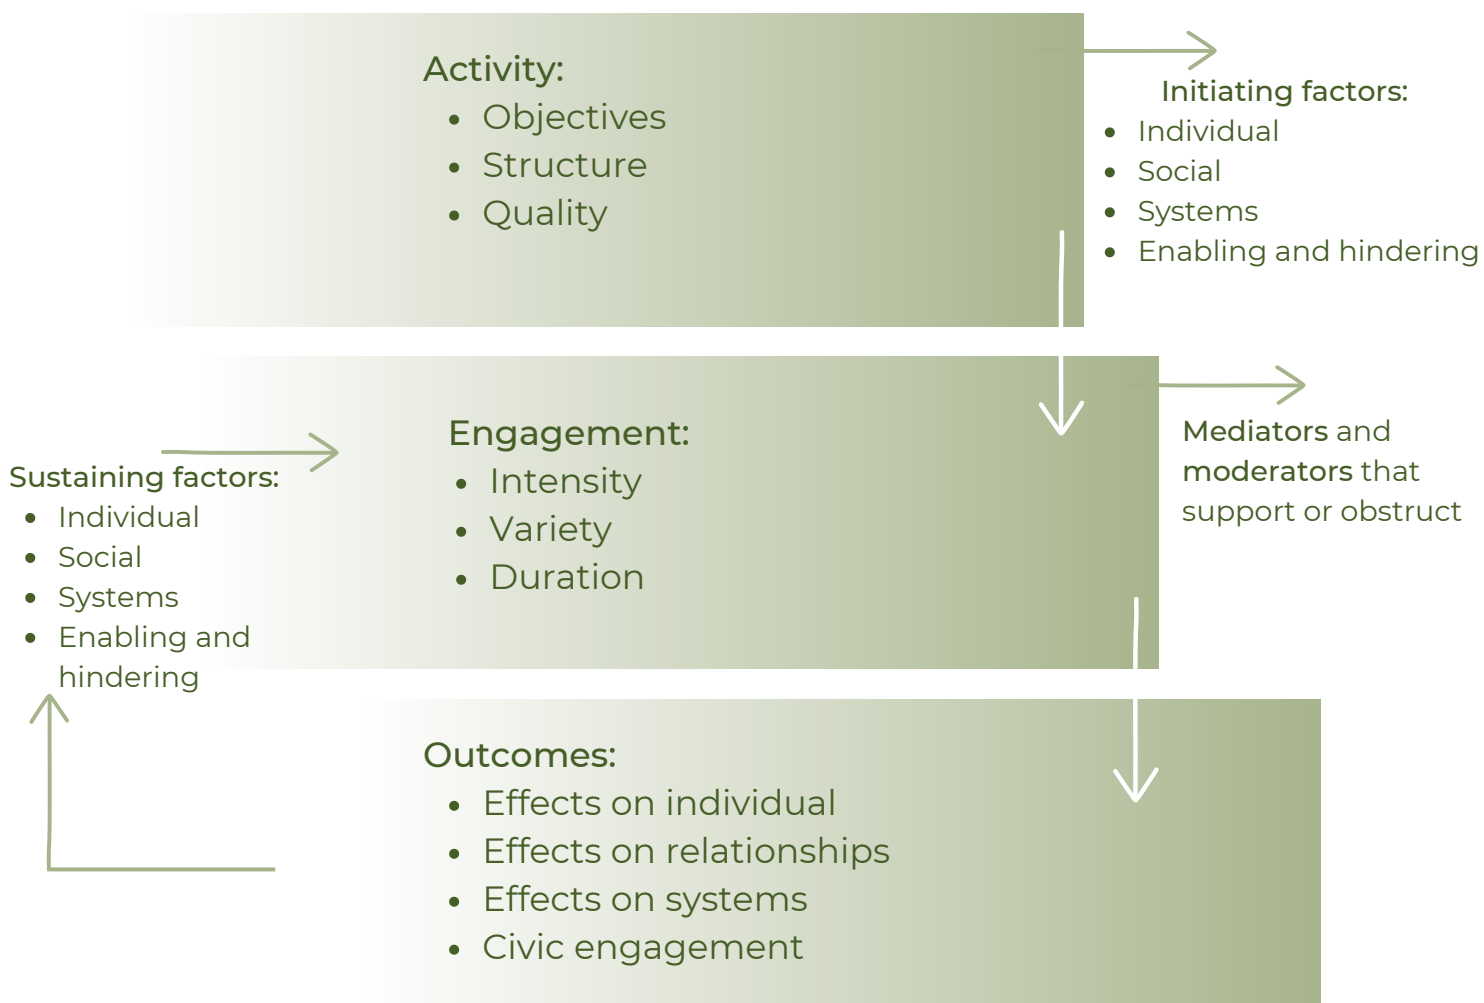 Activity:
• Objectives
• Structure
• Quality
Initiating factors:
• Individual
• Social
• Systems
• Enabling and hindering
Engagement:
• Intensity
• Variety
• Duration
Mediators and
moderators that
support or obstruct
Sustaining factors:
• Individual
• Social
• Systems
• Enabling and
hindering
Outcomes:
• Effects on individual
• Effects on relationships
• Effects on systems
• Civic engagement